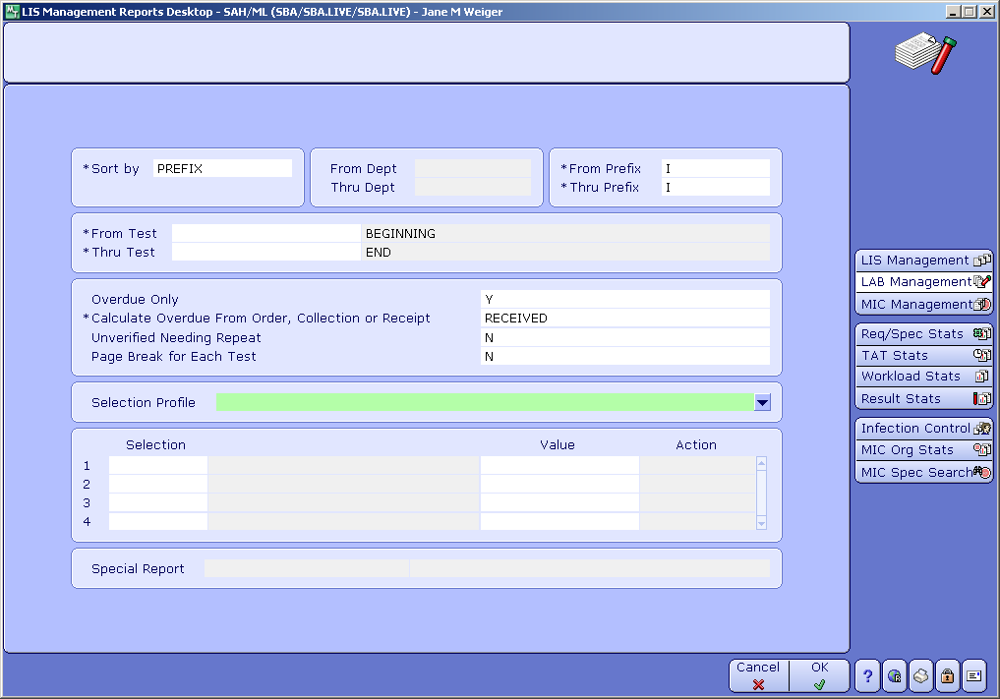 LIS Management Reports Desktop - SAH/ML (SBA/SBA.LIVE/SBA.LIVE) - Jane M Weiger
*Sort by PREFIX
From Dept
Thru Dept
*From Prefix I
*Thru Prefix I
*From Test BEGINNING
*Thru Test END
Overdue Only Y
*Calculate Overdue From Order, Collection or Receipt RECEIVED
Unverified Needing Repeat N
Page Break for Each Test N
Selection Profile
Selection Value Action
1
2
3
4
Special Report
LIS Management
LAB Management
MIC Management
Req/Spec Stats
TAT Stats
Workload Stats
Result Stats
Infection Control
MIC Org Stats
MIC Spec Search
Cancel OK ?